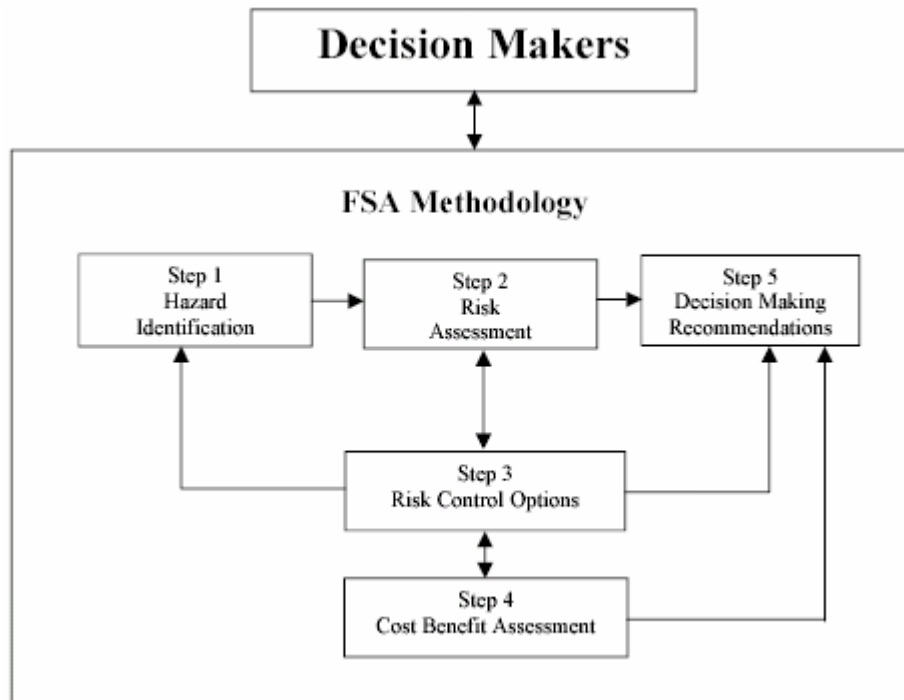 Decision Makers
FSA Methodology
Step 1
Hazard
Identification
Step 2
Risk
Assessment
Step 5
Decision Making
Recommendations
Step 3
Risk Control Options
Step 4
Cost Benefit Assessment